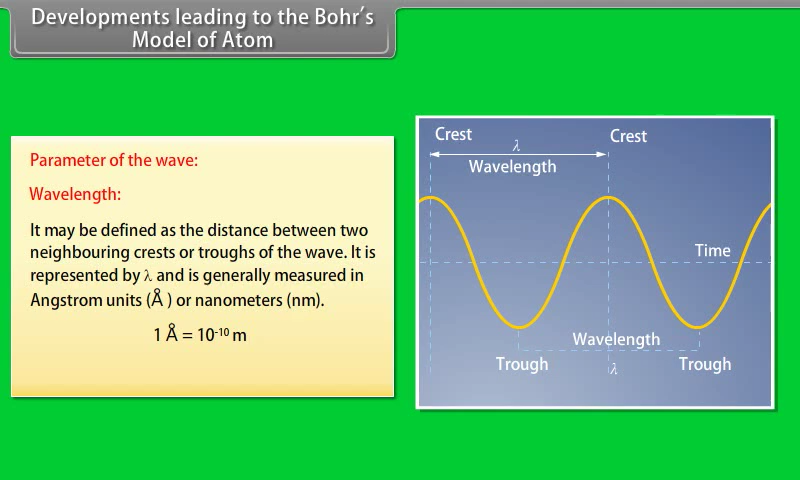 Developments leading to the Bohr's
Model of Atom
Parameter of the wave:
Wavelength:
It may be defined as the distance between two
neighbouring crests or troughs of the wave. It is
represented by λ and is generally measured in
Angstrom units (Å ) or nanometers (nm).
1 Å = 10⁻¹⁰ m
Crest
λ
Crest
Wavelength
Time
Wavelength
Trough
λ
Trough